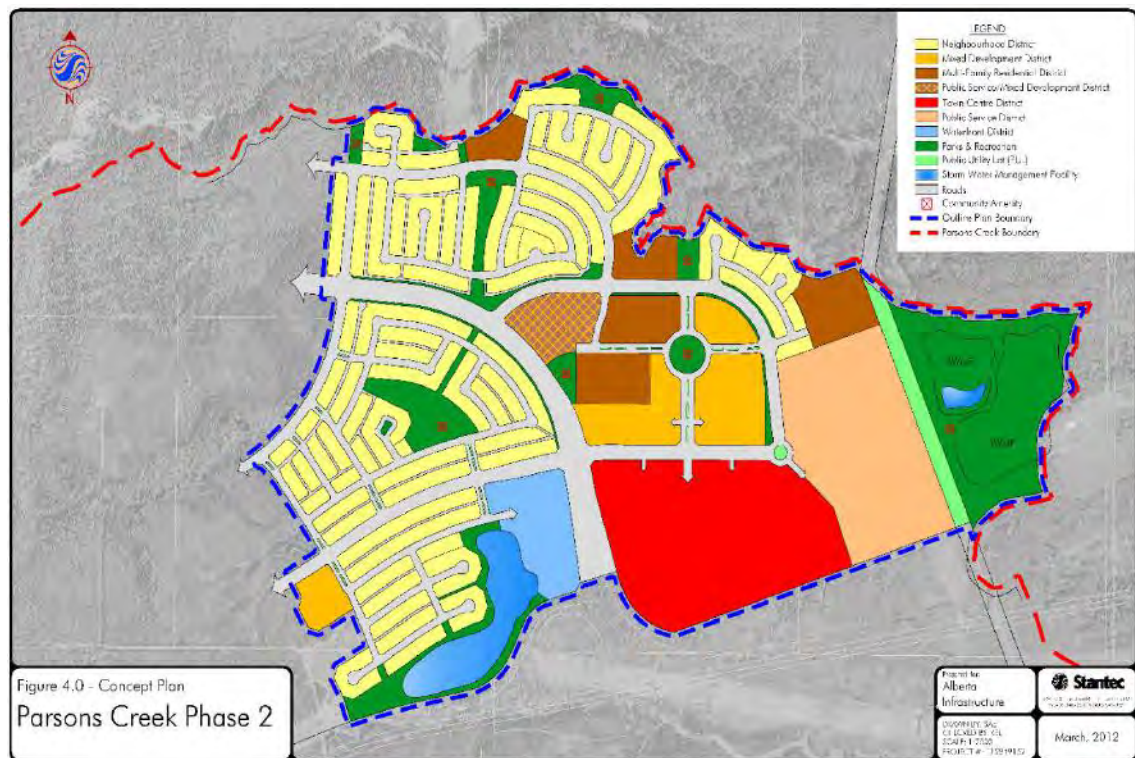 N
LEGEND
Neighbourhood District
Mixed Development District
Multi-Family Residential District
Public Service/Mixed Development District
Town Centre District
Public Service District
Waterfront District
Parks & Recreation
Public Utility Lot (P.U.L.)
Storm Water Management Facility
Roads
Community Amenity
Outline Plan Boundary
Parsons Creek Boundary
Figure 4.0 - Concept Plan
Parsons Creek Phase 2
Alberta
Infrastructure
Stantec
March, 2012